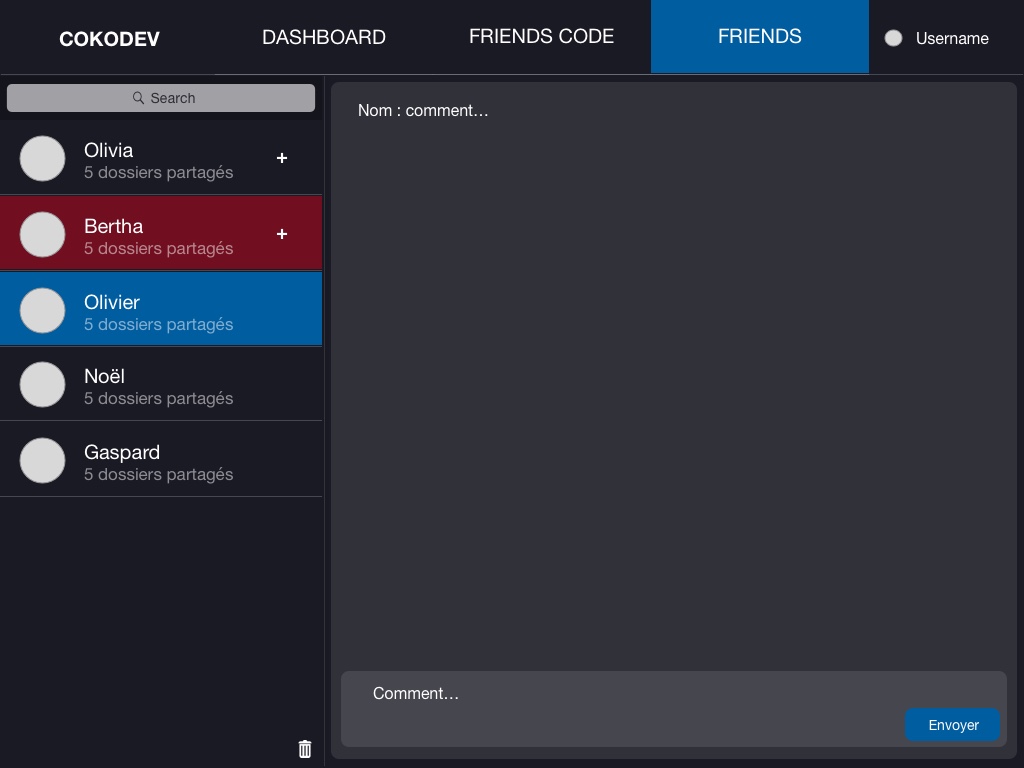 COKODEV
DASHBOARD
FRIENDS CODE
FRIENDS
Username
Search
Olivia
5 dossiers partagés
+
Bertha
5 dossiers partagés
+
Olivier
5 dossiers partagés
Noël
5 dossiers partagés
Gaspard
5 dossiers partagés
Nom : comment...
Comment...
Envoyer